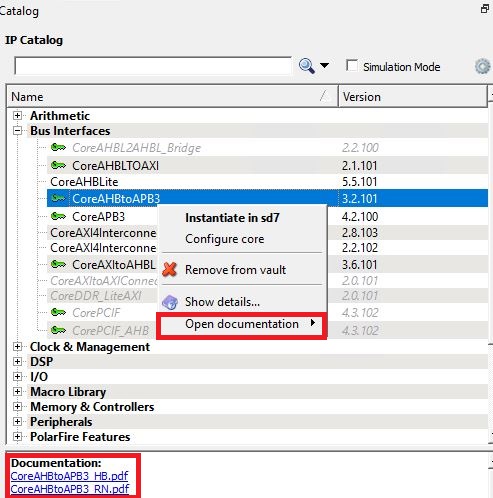 Catalog
IP Catalog
Simulation Mode
Name Version
Arithmetic
Bus Interfaces
CoreAHBL2AHBL_Bridge 2.2.100
CoreAHBLTOAXI 2.1.101
CoreAHBLite 5.5.101
CoreAHBtoAPB3 3.2.101
CoreAPB3 4.2.100
CoreAXI4Interconne 2.8.103
CoreAXI4Interconne 2.2.102
CoreAXItoAHBL 3.6.101
CoreAXItoAXIConnec 2.0.101
CoreDDR_LiteAXI 2.0.101
CorePCIF 4.3.102
CorePCIF_AHB 4.3.102
Instantiate in sd7
Configure core
Remove from vault
Show details...
Open documentation
Clock & Management
DSP
I/O
Macro Library
Memory & Controllers
Peripherals
PolarFire Features
Documentation:
CoreAHBtoAPB3_HB.pdf
CoreAHBtoAPB3_RN.pdf